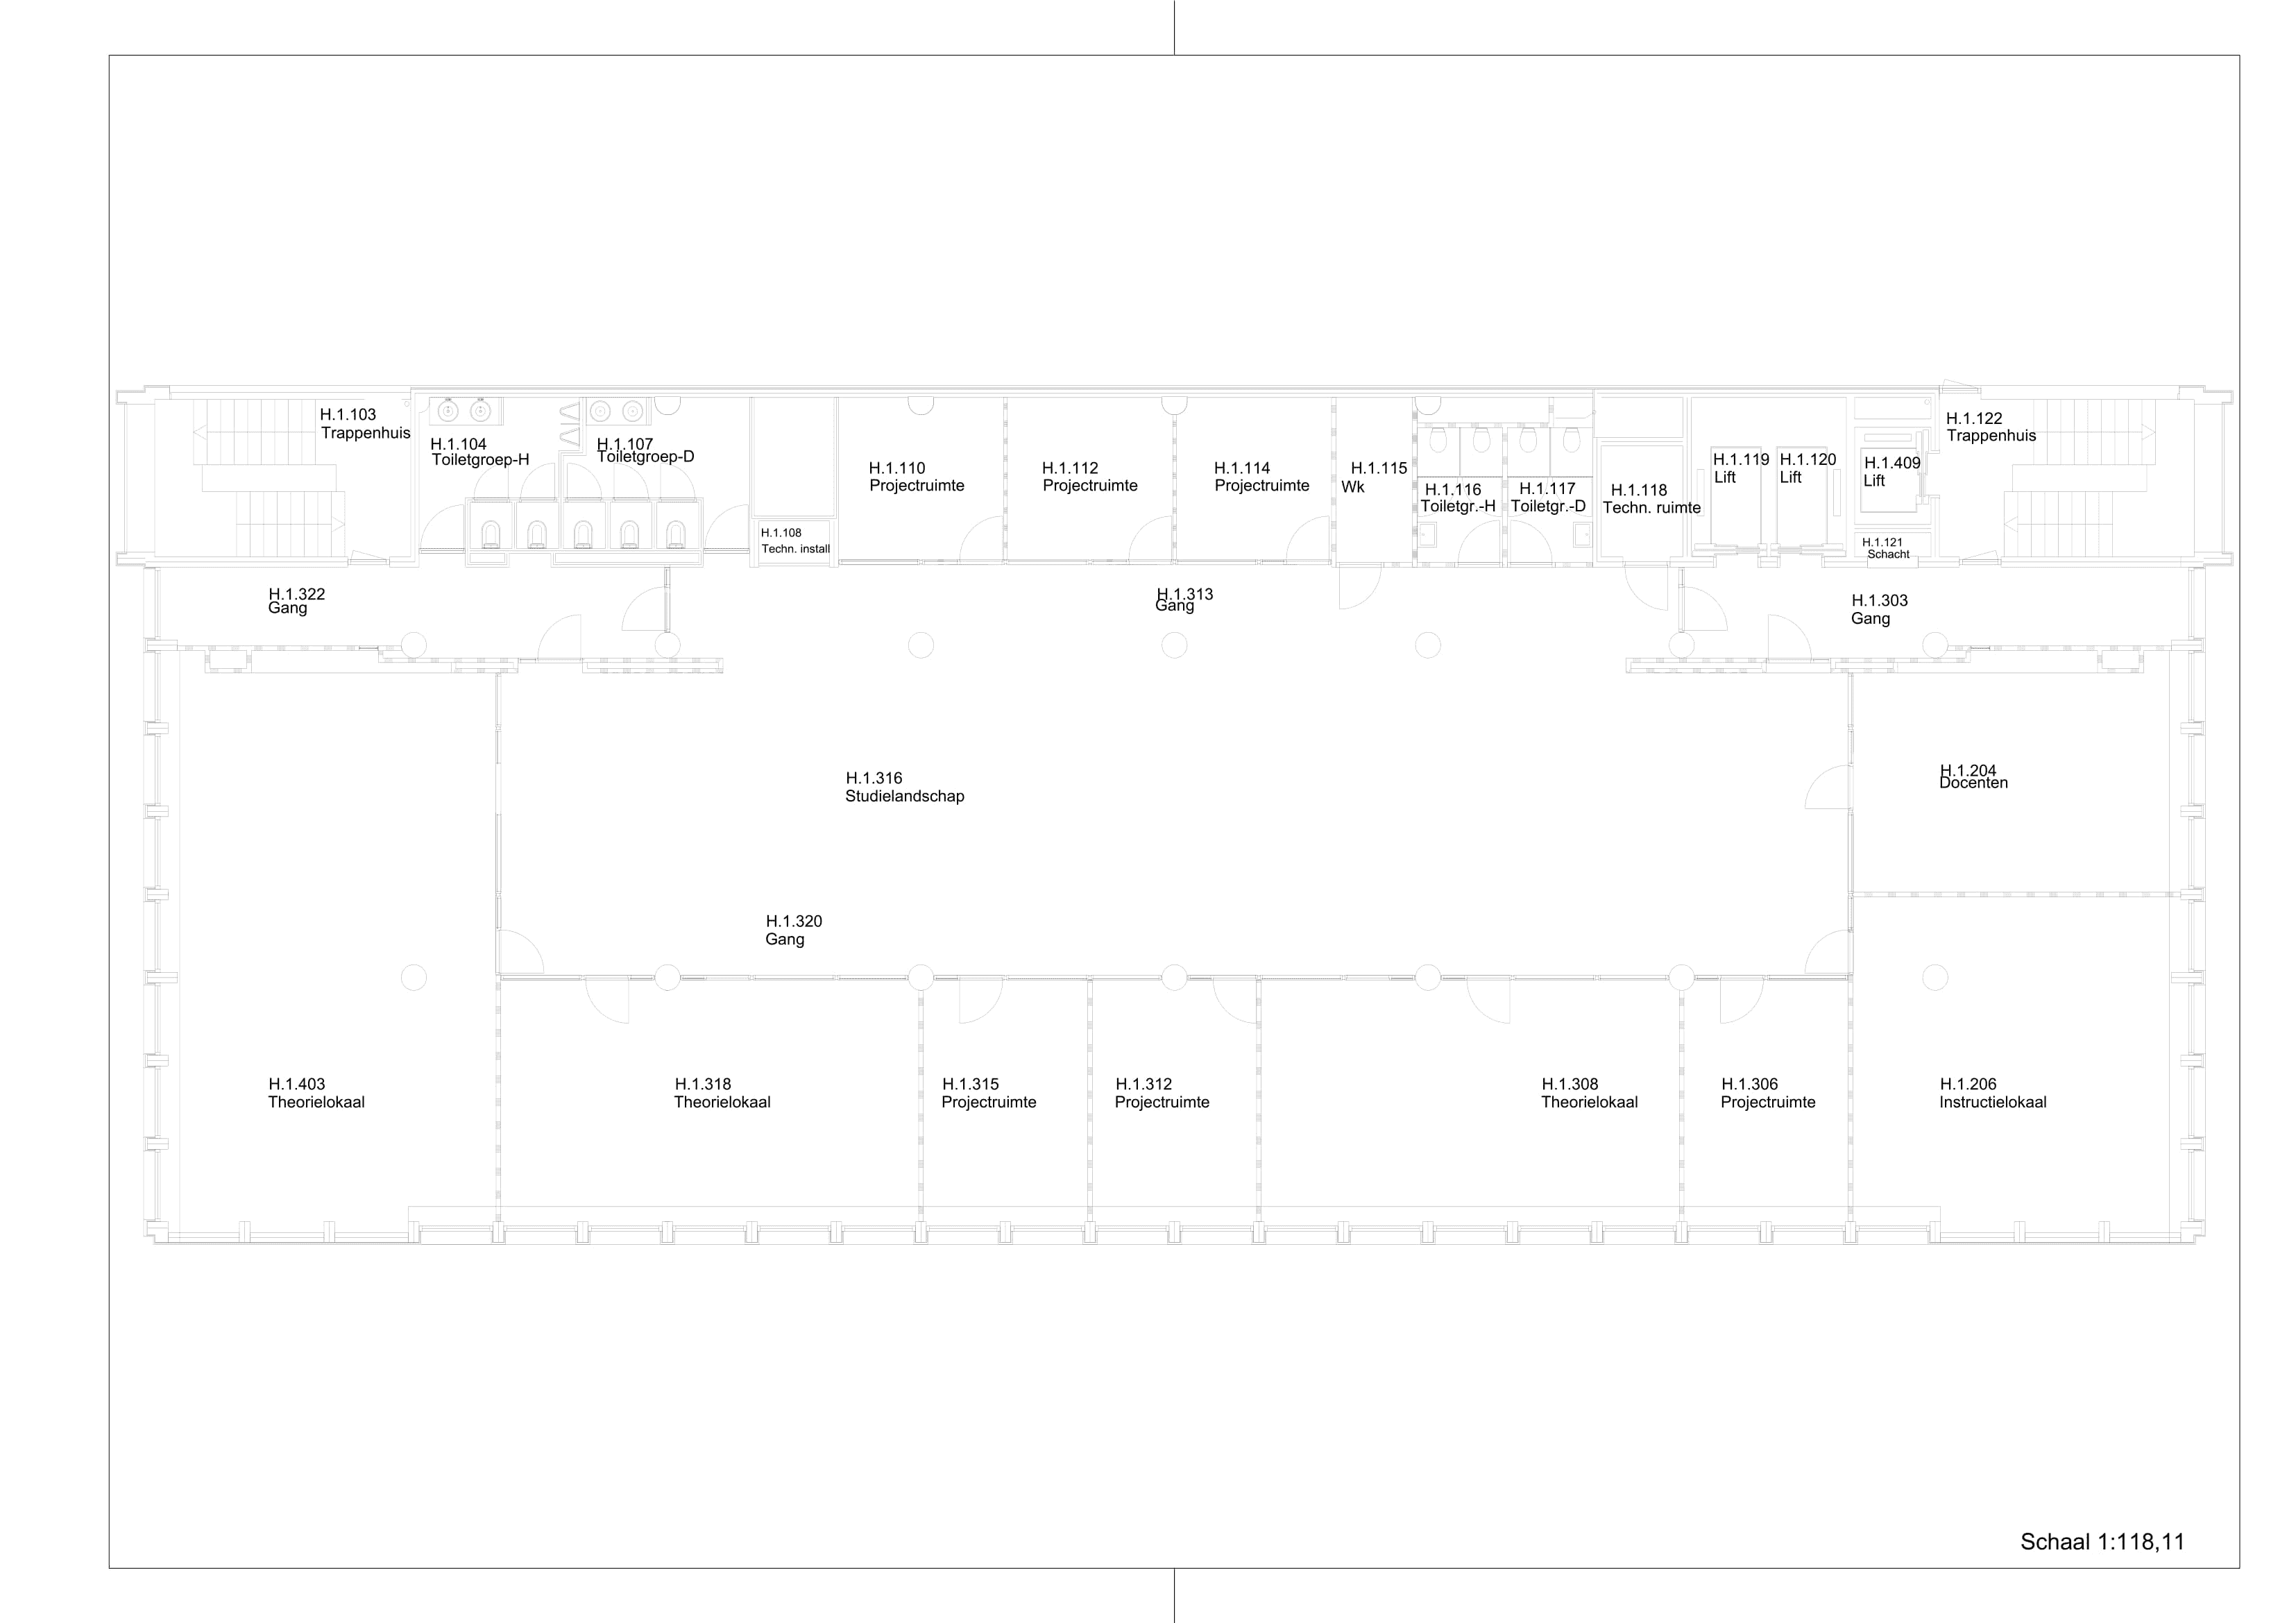 H.1.103
Trappenhuis
H.1.104
Toiletgroep-H
H.1.107
Toiletgroep-D
H.1.108
Techn. install
H.1.110
Projectruimte
H.1.112
Projectruimte
H.1.114
Projectruimte
H.1.115
Wk
H.1.116
Toiletgr.-H
H.1.117
Toiletgr.-D
H.1.118
Techn. ruimte
H.1.119
Lift
H.1.120
Lift
H.1.409
Lift
H.1.121
Schacht
H.1.122
Trappenhuis
H.1.322
Gang
H.1.313
Gang
H.1.303
Gang
H.1.316
Studielandschap
H.1.204
Docenten
H.1.320
Gang
H.1.403
Theorielokaal
H.1.318
Theorielokaal
H.1.315
Projectruimte
H.1.312
Projectruimte
H.1.308
Theorielokaal
H.1.306
Projectruimte
H.1.206
Instructielokaal
Schaal 1:118,11